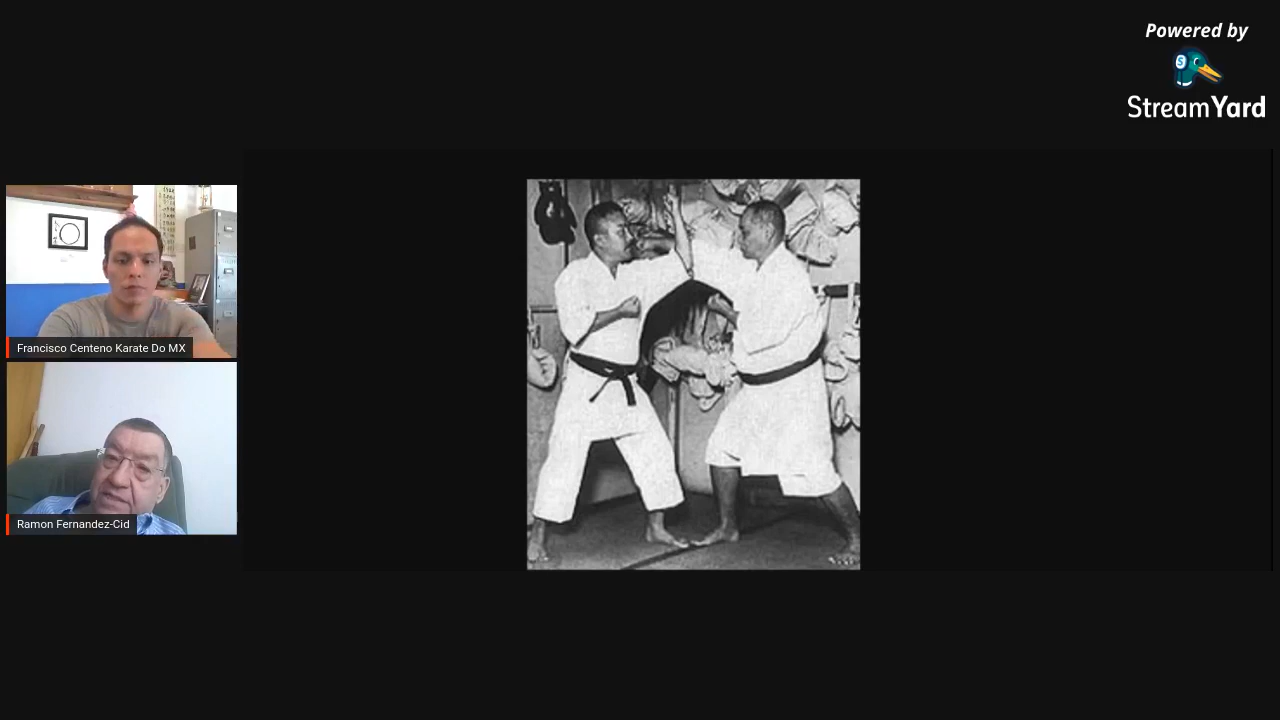 Powered by
S
StreamYard
Francisco Centeno Karate Do MX
Ramon Fernandez-Cid